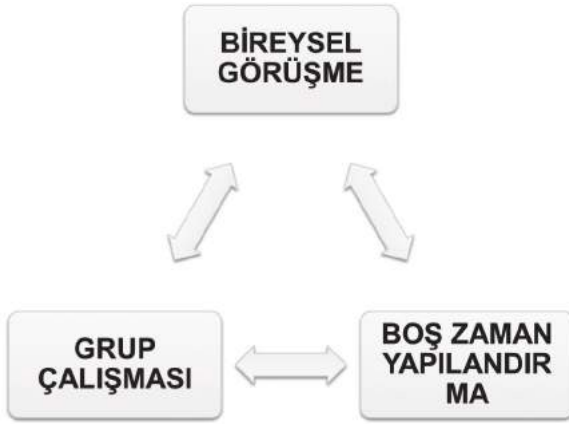 BİREYSEL
GÖRÜŞME
GRUP
ÇALIŞMASI
BOŞ ZAMAN
YAPILANDIR
MA